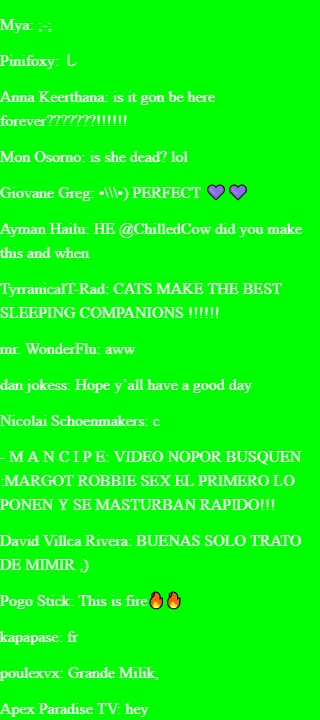 Mya: ;-;
Pinifoxy: し
Anna Keerthana: is it gon be here
forever???????!!!!!!
Mon Osorno: is she dead? lol
Giovane Greg: •\\\•) PERFECT 💜💜
Ayman Hailu: HE @ChilledCow did you make
this and when
TyrranicalT-Rad: CATS MAKE THE BEST
SLEEPING COMPANIONS !!!!!!
mr. WonderFlu: aww
dan jokess: Hope y'all have a good day
Nicolai Schoenmakers: c
- M A N C I P E: VIDEO NOPOR BUSQUEN
:MARGOT ROBBIE SEX EL PRIMERO LO
PONEN Y SE MASTURBAN RAPIDO!!!
David Villca Rivera: BUENAS SOLO TRATO
DE MIMIR ;)
Pogo Stick: This is fire🔥🔥
kapapase: fr
poulexvx: Grande Milik,
Apex Paradise TV: hey